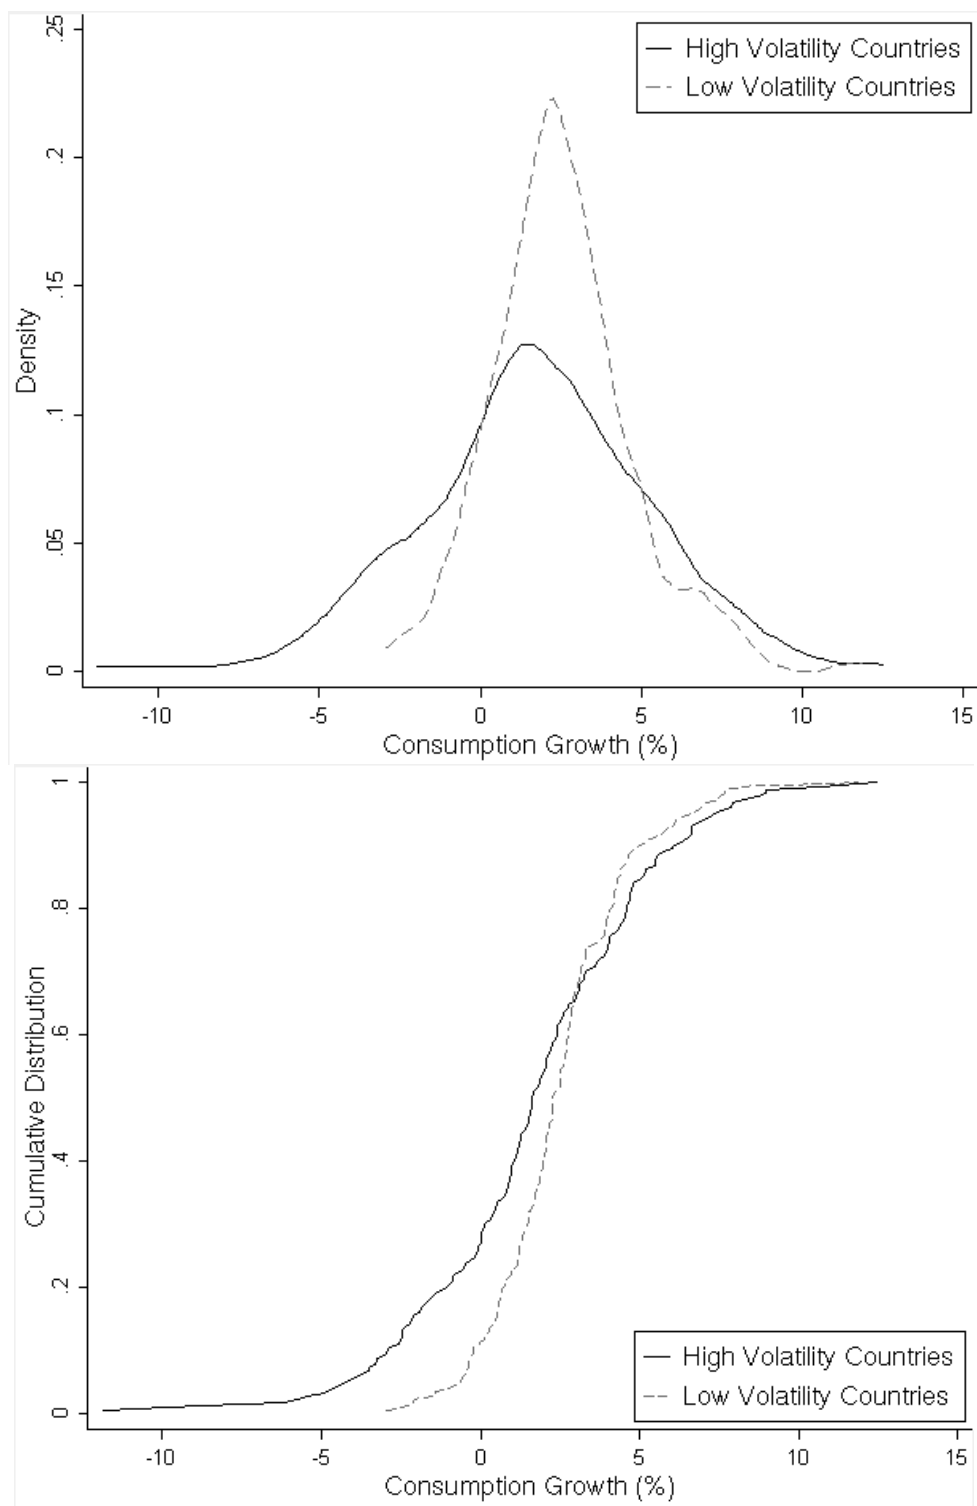 .25
.2
.15
.1
.05
0
Density
High Volatility Countries
Low Volatility Countries
-10 -5 0 5 10 15
Consumption Growth (%)
1
.8
.6
.4
.2
0
Cumulative Distribution
High Volatility Countries
Low Volatility Countries
-10 -5 0 5 10 15
Consumption Growth (%)